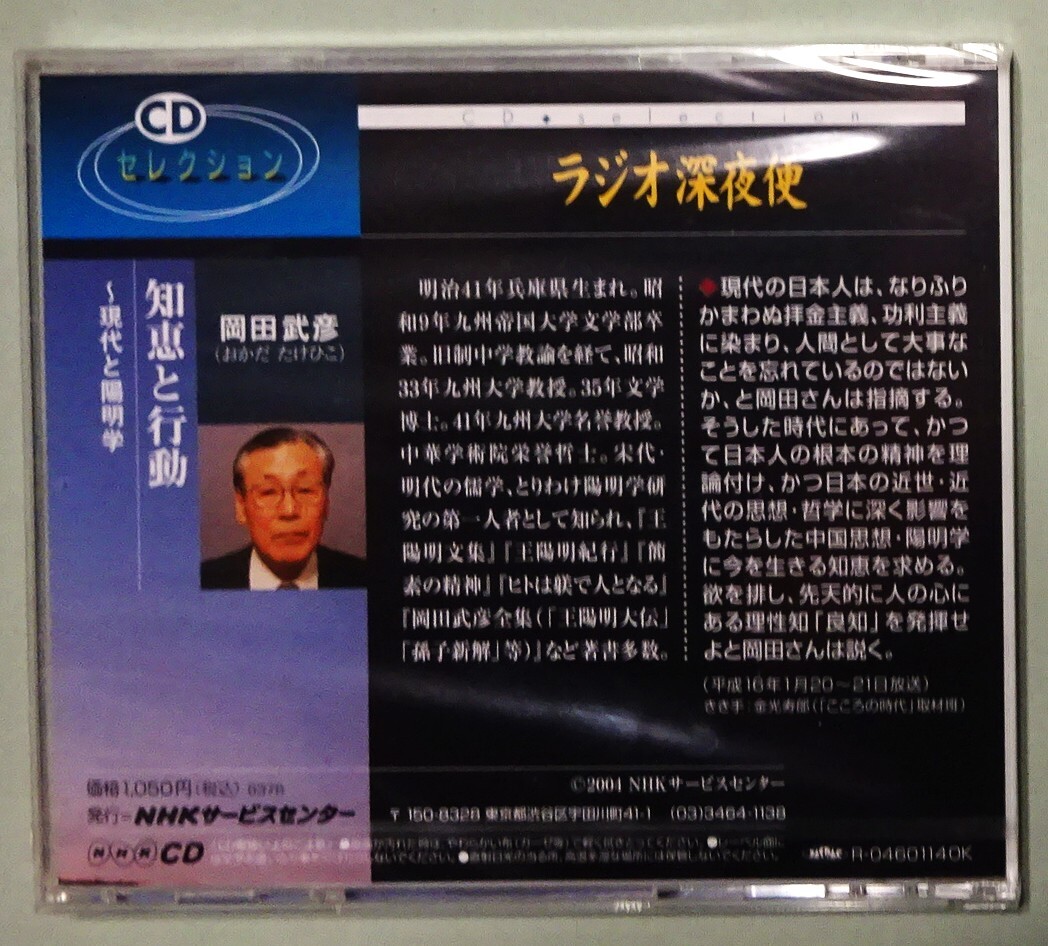 CD
セレクション
CD◆selection
ラジオ深夜便
知恵と行動
〜現代と陽明学
岡田武彦
(おかだ たけひこ)
明治41年兵庫県生まれ。昭
和9年九州帝国大学文学部卒
業。旧制中学教諭を経て、昭和
33年九州大学教授。35年文学
博士。41年九州大学名誉教授。
中華学術院栄誉哲士。宋代・
明代の儒学、とりわけ陽明学研
究の第一人者として知られ、『王
陽明文集』『王陽明紀行』『簡
素の精神』『ヒトは躾で人となる』
『岡田武彦全集(「王陽明大伝」
「孫子新解」等)』など著書多数。
◆現代の日本人は、なりふり
かまわぬ拝金主義、功利主義
に染まり、人間として大事な
ことを忘れているのではない
か、と岡田さんは指摘する。
そうした時代にあって、かつ
て日本人の根本の精神を理
論付け、かつ日本の近世・近
代の思想・哲学に深く影響を
もたらした中国思想・陽明学
に今を生きる知恵を求める。
欲を排し、先天的に人の心に
ある理性知「良知」を発揮せ
よと岡田さんは説く。
(平成16年1月20〜21日放送)
きき手:金光寿郎(「こころの時代」取材班)
価格1,050円(税込)
発行=NHKサービスセンター
©2004 NHKサービスセンター
〒150-8328 東京都渋谷区宇田川町41-1 (03)3464-1138
NHK CD
R-0460114OK